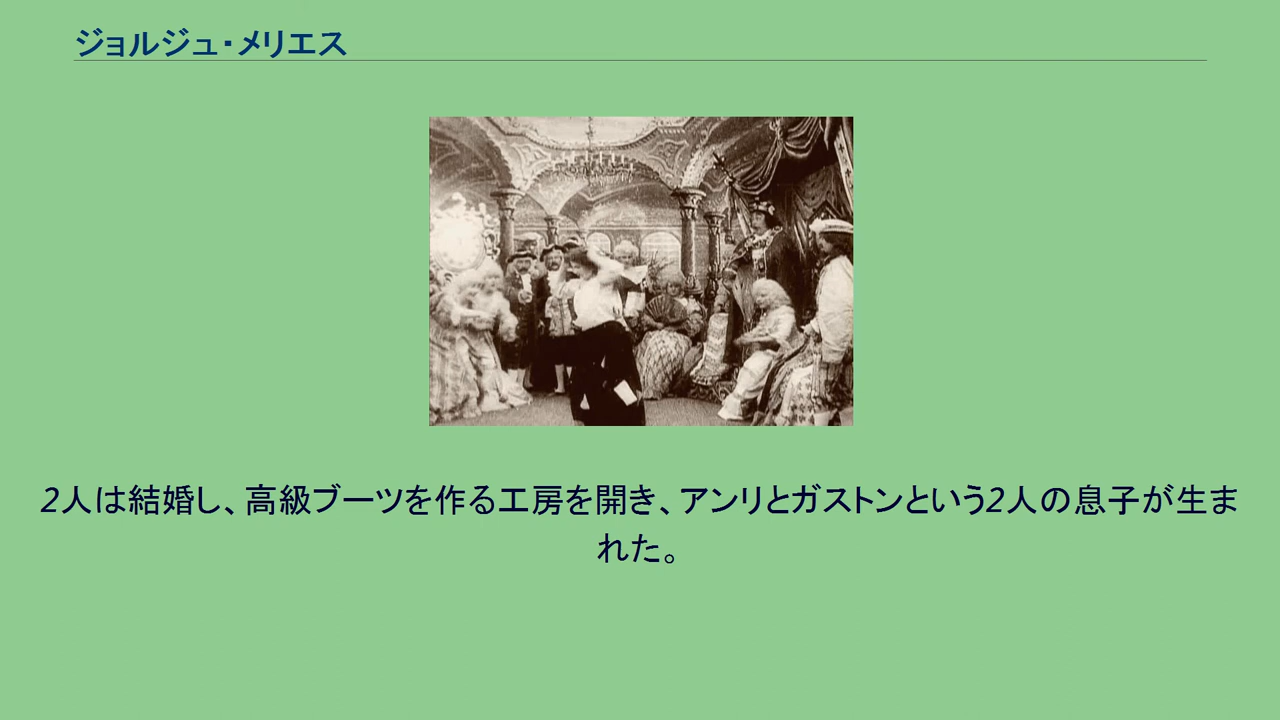 ジョルジュ・メリエス
2人は結婚し、高級ブーツを作る工房を開き、アンリとガストンという2人の息子が生ま
れた。